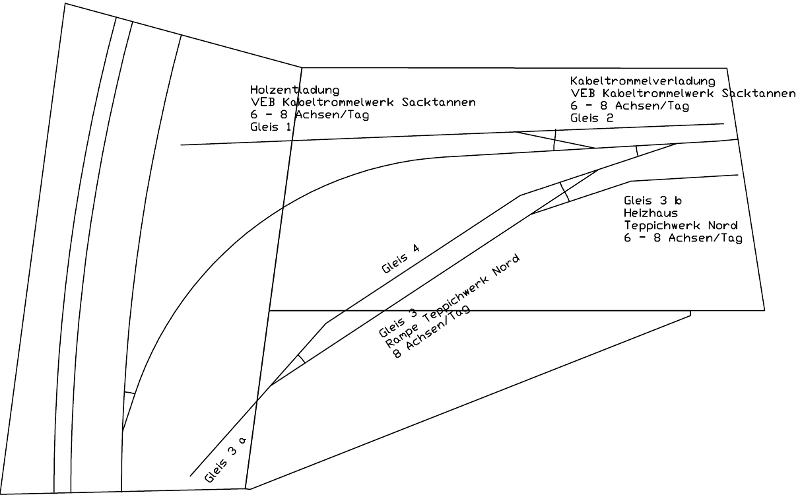 Holzentladung
VEB Kabeltrommelwerk Sacktannen
6 - 8 Achsen/Tag
Gleis 1
Kabeltrommelverladung
VEB Kabeltrommelwerk Sacktannen
6 - 8 Achsen/Tag
Gleis 2
Gleis 3 b
Heizhaus
Teppichwerk Nord
6 - 8 Achsen/Tag
Gleis 4
Gleis 3
Rampe Teppichwerk Nord
8 Achsen/Tag
Gleis 3 a